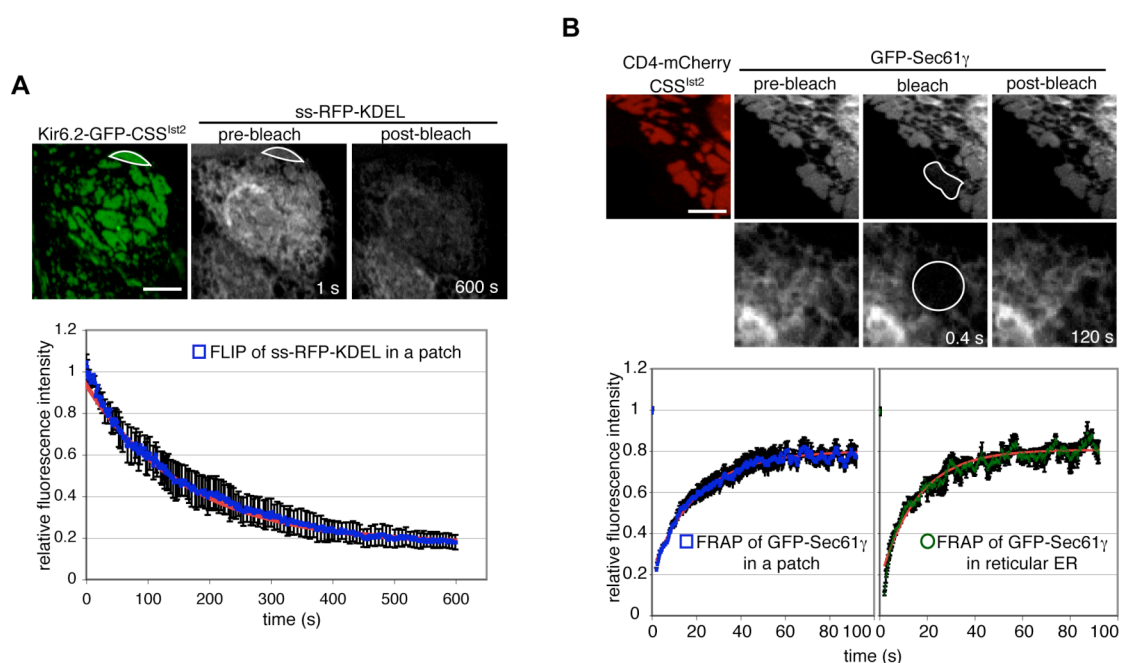 A
Kir6.2-GFP-CSSIst2
ss-RFP-KDEL
pre-bleach
post-bleach
1 s
600 s
1.2
1
0.8
0.6
0.4
0.2
0
relative fluorescence intensity
FLIP of ss-RFP-KDEL in a patch
0 100 200 300 400 500 600
time (s)
B
CD4-mCherry
CSSIst2
GFP-Sec61γ
pre-bleach
bleach
post-bleach
0.4 s
120 s
1.2
1
0.8
0.6
0.4
0.2
0
relative fluorescence intensity
FRAP of GFP-Sec61γ
in a patch
FRAP of GFP-Sec61γ
in reticular ER
0 20 40 60 80 100
0 20 40 60 80 100
time (s)